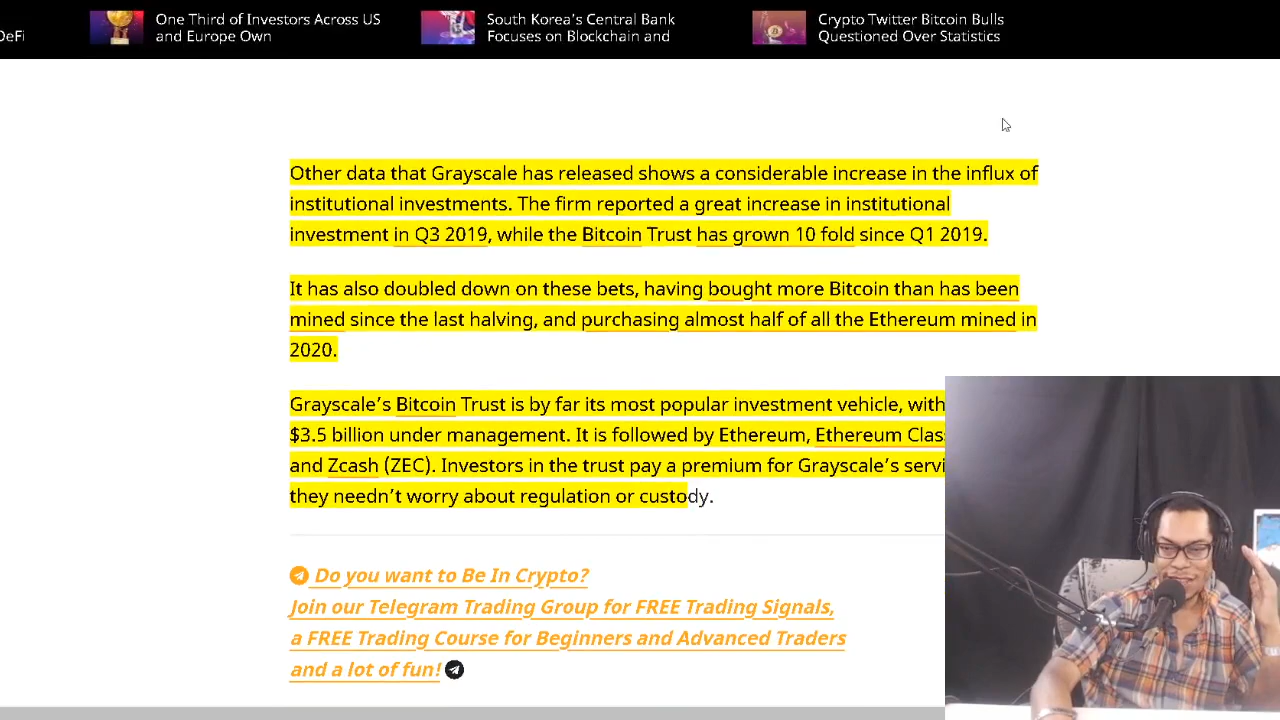 DeFi
One Third of Investors Across US
and Europe Own
South Korea's Central Bank
Focuses on Blockchain and
Crypto Twitter Bitcoin Bulls
Questioned Over Statistics
Other data that Grayscale has released shows a considerable increase in the influx of
institutional investments. The firm reported a great increase in institutional
investment in Q3 2019, while the Bitcoin Trust has grown 10 fold since Q1 2019.
It has also doubled down on these bets, having bought more Bitcoin than has been
mined since the last halving, and purchasing almost half of all the Ethereum mined in
2020.
Grayscale’s Bitcoin Trust is by far its most popular investment vehicle, with
$3.5 billion under management. It is followed by Ethereum, Ethereum
and Zcash (ZEC). Investors in the trust pay a premium for Grayscale’s
they needn’t worry about regulation or custody.
Do you want to Be In Crypto?
Join our Telegram Trading Group for FREE Trading Signals,
a FREE Trading Course for Beginners and Advanced Traders
and a lot of fun!